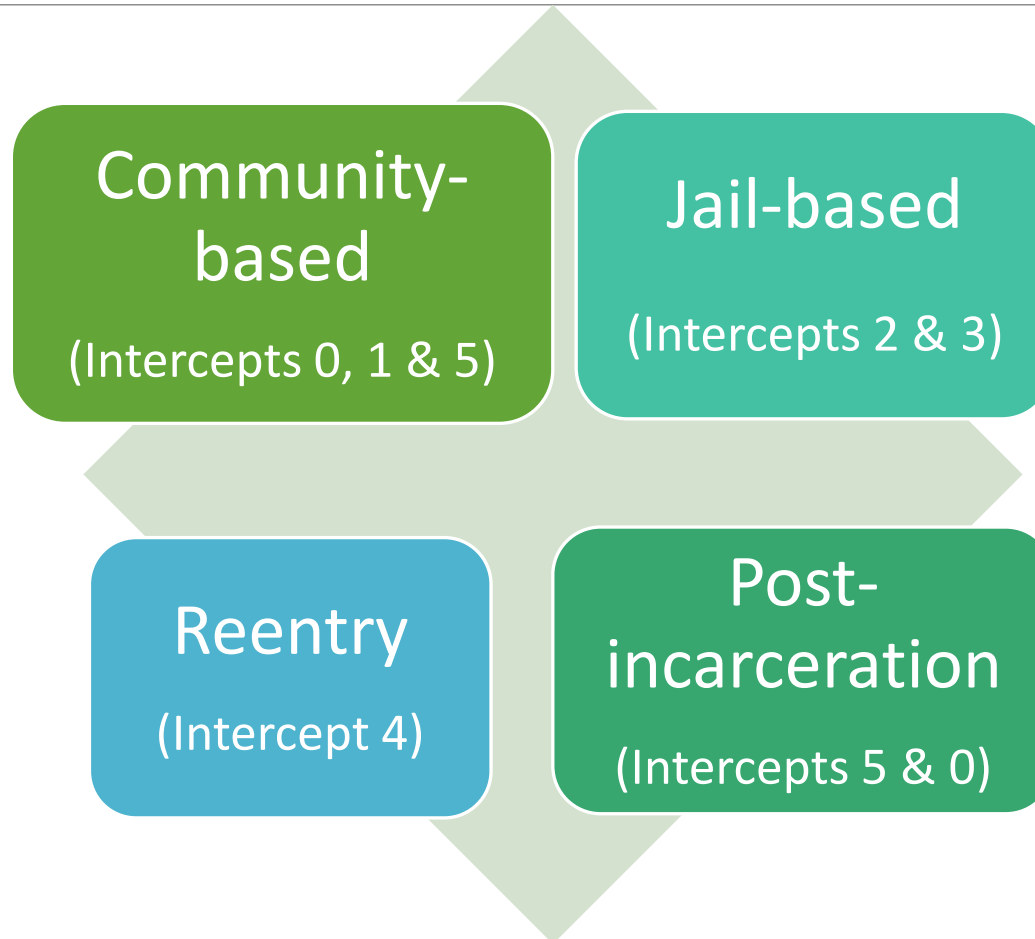 Community-
based
(Intercepts 0, 1 & 5)
Jail-based
(Intercepts 2 & 3)
Reentry
(Intercept 4)
Post-
incarceration
(Intercepts 5 & 0)